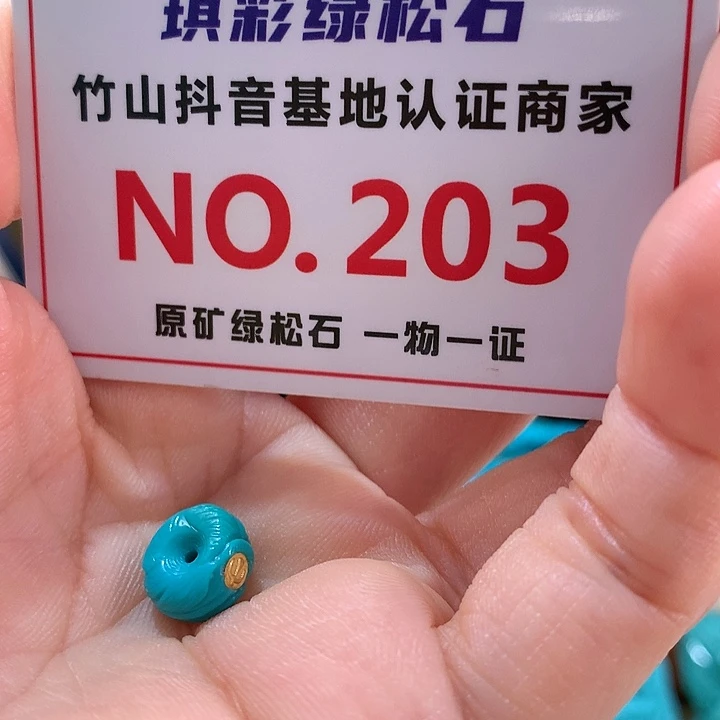 琪彩绿松石
竹山抖音基地认证商家
NO.203
原矿绿松石 一物一证